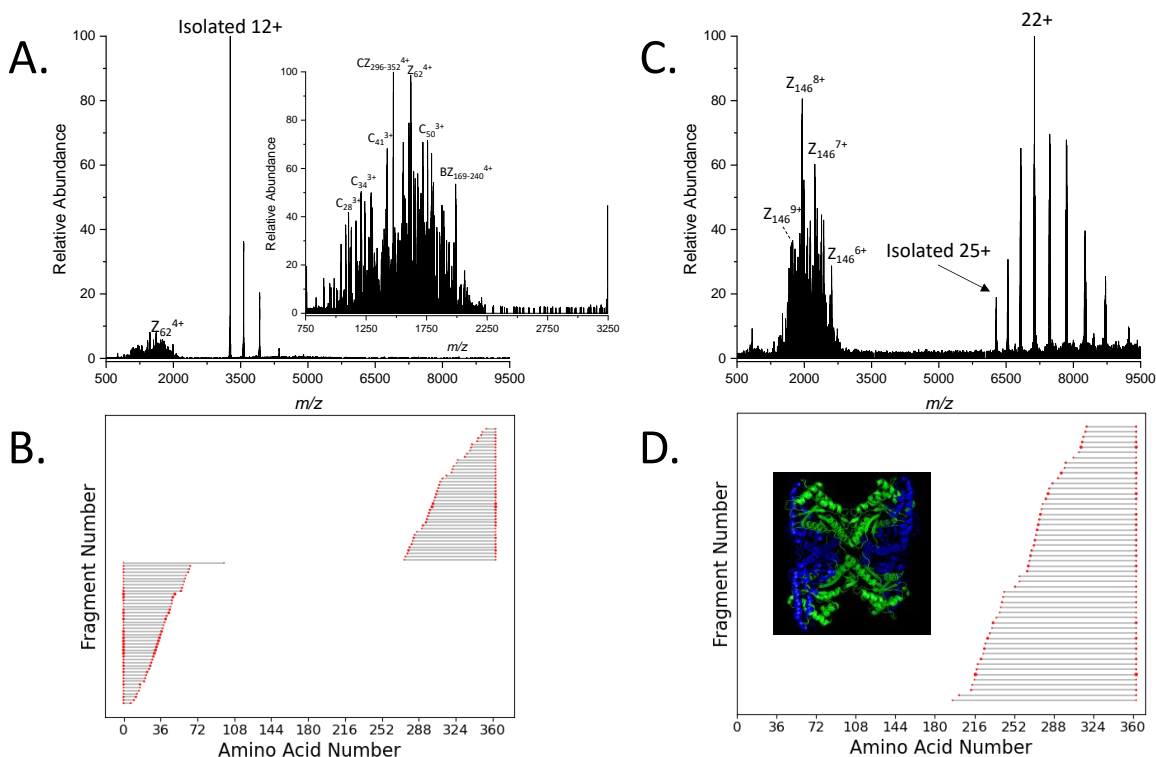 A.
Isolated 12+
Relative Abundance
100
80
60
40
20
0
Z62 4+
500 2000 3500 5000 6500 8000 9500
m/z
CZ296-352 4+
Z62 4+
C41 3+
C50 3+
C34 3+
BZ169-240 4+
C28 3+
Relative Abundance
100
80
60
40
20
0
750 1250 1750 2250 2750 3250
m/z
C.
22+
Relative Abundance
100
80
60
40
20
0
Z146 8+
Z146 7+
Z146 9+
Z146 6+
Isolated 25+
500 2000 3500 5000 6500 8000 9500
m/z
B.
Fragment Number
0 36 72 108 144 180 216 252 288 324 360
Amino Acid Number
D.
Fragment Number
0 36 72 108 144 180 216 252 288 324 360
Amino Acid Number